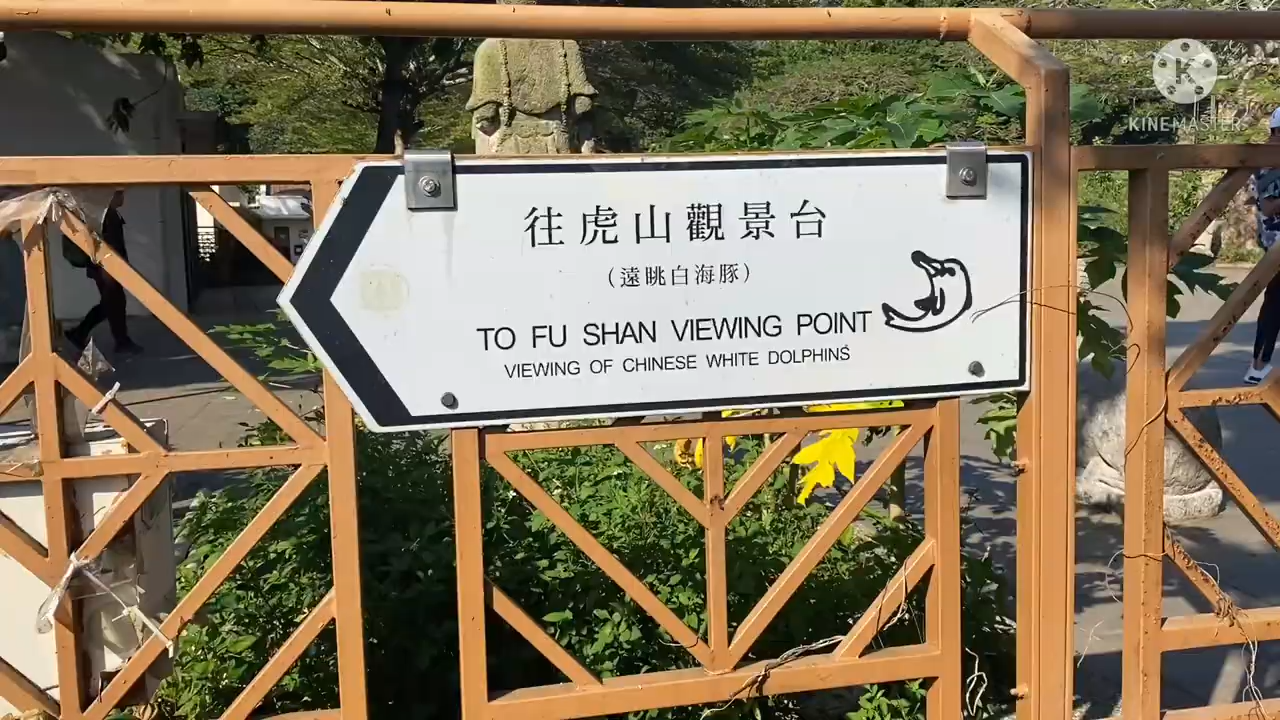 往虎山觀景台
（遠眺白海豚）
TO FU SHAN VIEWING POINT
VIEWING OF CHINESE WHITE DOLPHINS
K
KINEMASTER